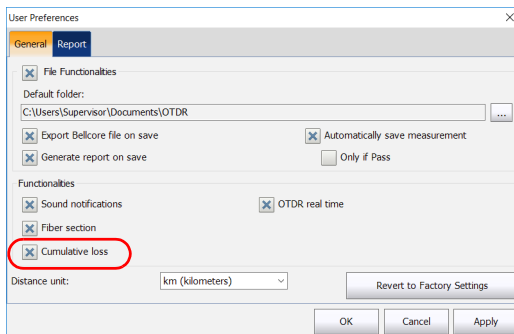 User Preferences
General Report
File Functionalities
Default folder:
C:\Users\Supervisor\Documents\OTDR ...
Export Bellcore file on save Automatically save measurement
Generate report on save Only if Pass
Functionalities
Sound notifications OTDR real time
Fiber section
Cumulative loss
Distance unit: km (kilometers) Revert to Factory Settings
OK Cancel Apply